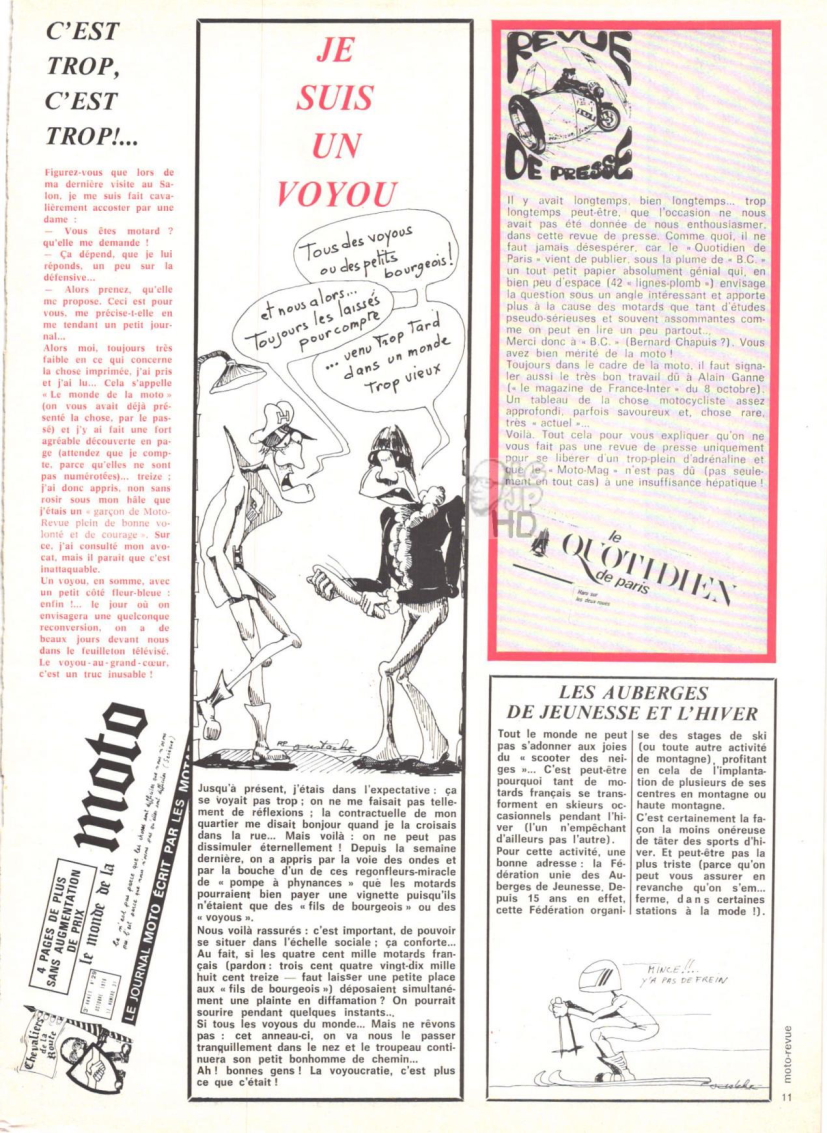 C'EST
TROP,
C'EST
TROP!...
Figurez-vous que lors de
ma dernière visite au Sa-
lon, je me suis fait cava-
lièrement accoster par une
dame :
— Vous êtes motard ?
qu'elle me demande !
— Ça dépend, que je lui
réponds, un peu sur la
défensive...
— Alors prenez, qu'elle
me propose. Ceci est pour
vous, me précise-t-elle en
me tendant un petit jour-
nal...
Alors moi, toujours très
faible en ce qui concerne
la chose imprimée, j'ai pris
et j'ai lu... Cela s'appelle
« Le monde de la moto »
(on vous avait déjà pré-
senté la chose, par le pas-
sé) et j'y ai fait une fort
agréable découverte en pa-
ge (attendez que je comp-
te, parce qu'elles ne sont
pas numérotées)... treize ;
j'ai donc appris, non sans
rosir sous mon hâle que
j'étais un « garçon de Moto-
Revue plein de bonne vo-
lonté et de courage ». Sur
ce, j'ai consulté mon avo-
cat, mais il parait que c'est
inattaquable.
Un voyou, en somme, avec
un petit côté fleur-bleue :
enfin !... le jour où on
envisagera une quelconque
reconversion, on a de
beaux jours devant nous
dans le feuilleton télévisé.
Le voyou-au-grand-cœur,
c'est un truc inusable !
le monde de la moto
4 PAGES DE PLUS
SANS AUGMENTATION
DE PRIX
LE JOURNAL MOTO ÉCRIT PAR LES MOTAR
Chevaliers
de la
Route
JE
SUIS
UN
VOYOU
Tous des voyous
ou des petits
bourgeois !
et nous alors...
Toujours les laissés
pour compte
... venu Trop Tard
dans un monde
Trop vieux
Jusqu'à présent, j'étais dans l'expectative : ça
se voyait pas trop ; on ne me faisait pas telle-
ment de réflexions ; la contractuelle de mon
quartier me disait bonjour quand je la croisais
dans la rue... Mais voilà : on ne peut pas
dissimuler éternellement ! Depuis la semaine
dernière, on a appris par la voie des ondes et
par la bouche d'un de ces regonfleurs-miracle
de « pompe à phynances » que les motards
pourraient bien payer une vignette puisqu'ils
n'étaient que des « fils de bourgeois » ou des
« voyous ».
Nous voilà rassurés : c'est important, de pouvoir
se situer dans l'échelle sociale ; ça conforte...
Au fait, si les quatre cent mille motards fran-
çais (pardon : trois cent quatre vingt-dix mille
huit cent treize — faut laisser une petite place
aux « fils de bourgeois ») déposaient simultané-
ment une plainte en diffamation ? On pourrait
sourire pendant quelques instants...
Si tous les voyous du monde... Mais ne rêvons
pas : cet anneau-ci, on va nous le passer
tranquillement dans le nez et le troupeau conti-
nuera son petit bonhomme de chemin...
Ah ! bonnes gens ! La voyoucratie, c'est plus
ce que c'était !
REVUE
DE PRESSE
Il y avait longtemps, bien longtemps... trop
longtemps peut-être, que l'occasion ne nous
avait pas été donnée de nous enthousiasmer,
dans cette revue de presse. Comme quoi, il ne
faut jamais désespérer, car le « Quotidien de
Paris » vient de publier, sous la plume de « B.C. »
un tout petit papier absolument génial qui, en
bien peu d'espace (42 « lignes-plomb ») envisage
la question sous un angle intéressant et apporte
plus à la cause des motards que tant d'études
pseudo-sérieuses et souvent assommantes com-
me on peut en lire un peu partout...
Merci donc à « B.C. » (Bernard Chapuis ?). Vous
avez bien mérité de la moto !
Toujours dans le cadre de la moto, il faut signa-
ler aussi le très bon travail dû à Alain Ganne
(« le magazine de France-Inter » du 8 octobre).
Un tableau de la chose motocycliste assez
approfondi, parfois savoureux et, chose rare,
très « actuel »...
Voilà. Tout cela pour vous expliquer qu'on ne
vous fait pas une revue de presse uniquement
pour se libérer d'un trop-plein d'adrénaline et
que le « Moto-Mag » n'est pas dû (pas seule-
ment en tout cas) à une insuffisance hépatique !
HD
le
QUOTIDIEN
de paris
Mars sur
les deux-roues
LES AUBERGES
DE JEUNESSE ET L'HIVER
Tout le monde ne peut
pas s'adonner aux joies
du « scooter des nei-
ges »... C'est peut-être
pourquoi tant de mo-
tards français se trans-
forment en skieurs oc-
casionnels pendant l'hi-
ver (l'un n'empêchant
d'ailleurs pas l'autre).
Pour cette activité, une
bonne adresse : la Fé-
dération unie des Au-
berges de Jeunesse. De-
puis 15 ans en effet,
cette Fédération organi-
se des stages de ski
(ou toute autre activité
de montagne), profitant
en cela de l'implanta-
tion de plusieurs de ses
centres en montagne ou
haute montagne.
C'est certainement la fa-
çon la moins onéreuse
de tâter des sports d'hi-
ver. Et peut-être pas la
plus triste (parce qu'on
peut vous assurer en
revanche qu'on s'em...
ferme, dans certaines
stations à la mode !).
MINCE !!..
Y'A PAS DE FREIN
moto-revue
11